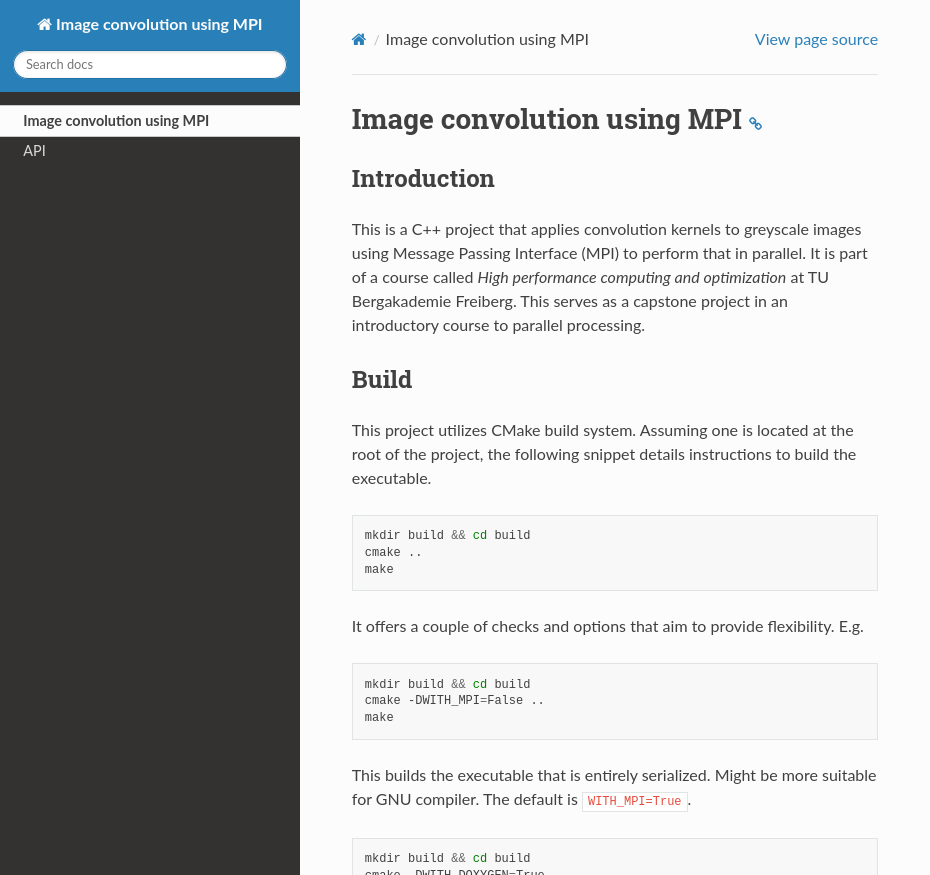 Image convolution using MPI
Search docs
Image convolution using MPI
API
/ Image convolution using MPI
View page source
Image convolution using MPI
Introduction
This is a C++ project that applies convolution kernels to greyscale images
using Message Passing Interface (MPI) to perform that in parallel. It is part
of a course called High performance computing and optimization at TU
Bergakademie Freiberg. This serves as a capstone project in an
introductory course to parallel processing.
Build
This project utilizes CMake build system. Assuming one is located at the
root of the project, the following snippet details instructions to build the
executable.
mkdir build && cd build
cmake ..
make
It offers a couple of checks and options that aim to provide flexibility. E.g.
mkdir build && cd build
cmake -DWITH_MPI=False ..
make
This builds the executable that is entirely serialized. Might be more suitable
for GNU compiler. The default is WITH_MPI=True.
mkdir build && cd build
cmake -DWITH_DOXYGEN=True